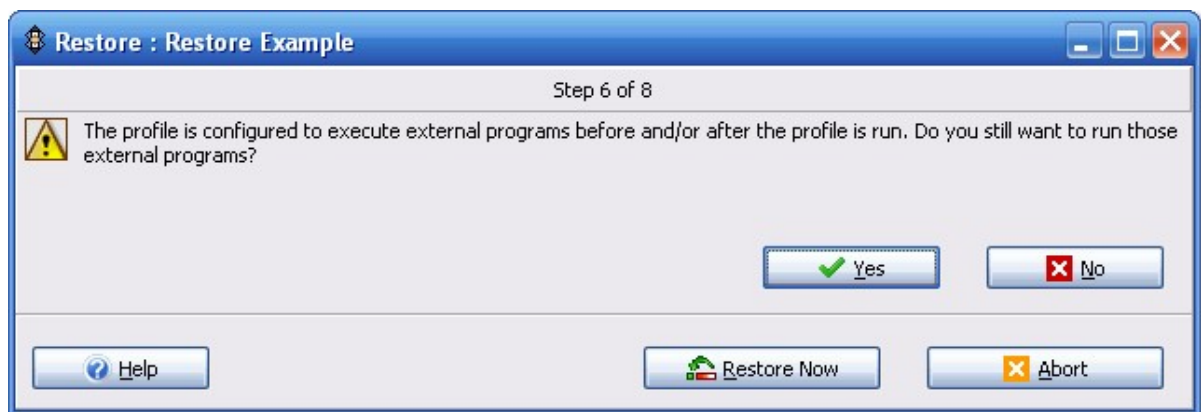 Restore : Restore Example
Step 6 of 8
The profile is configured to execute external programs before and/or after the profile is run. Do you still want to run those
external programs?
Yes
No
Help
Restore Now
Abort